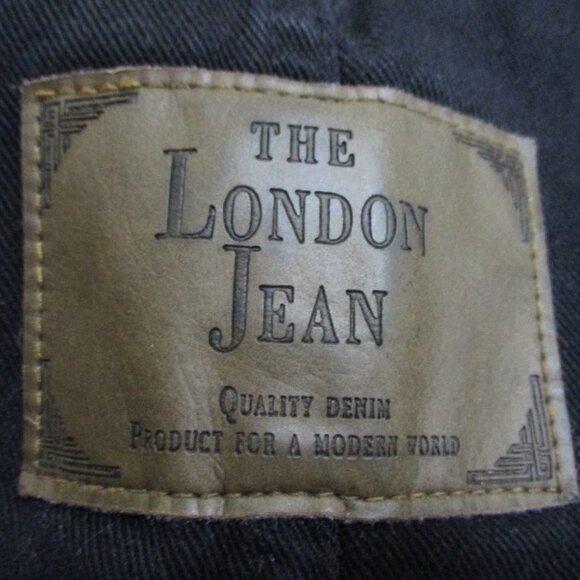 THE
LONDON
JEAN
QUALITY DENIM
PRODUCT FOR A MODERN WORLD